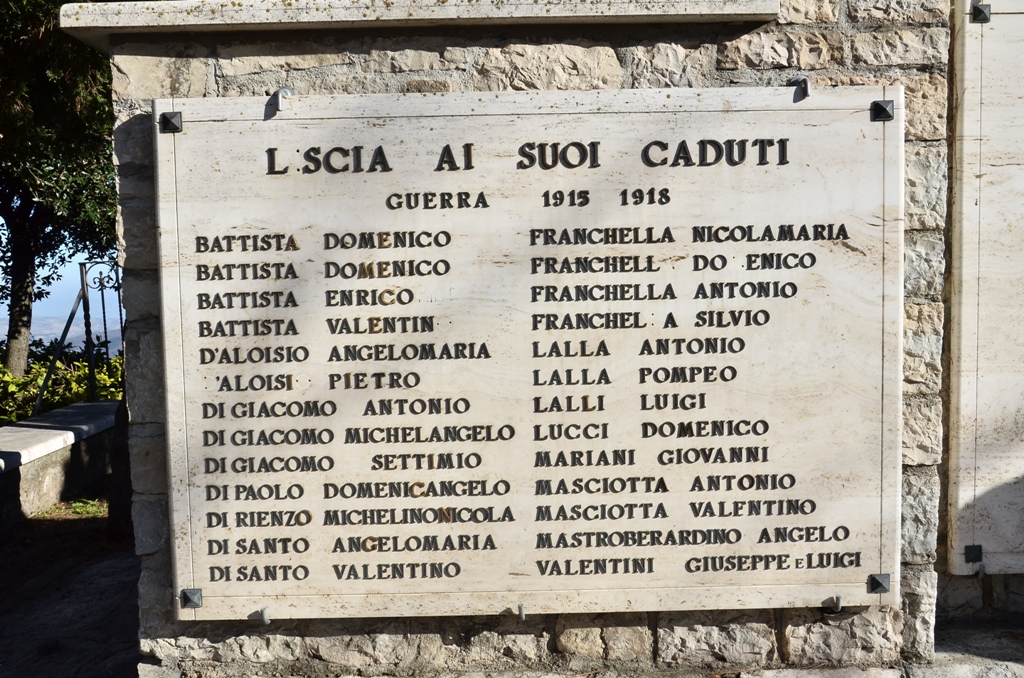 L SCIA AI SUOI CADUTI
GUERRA 1915 1918
BATTISTA DOMENICO
BATTISTA DOMENICO
BATTISTA ENRICO
BATTISTA VALENTIN
D'ALOISIO ANGELOMARIA
'ALOISI PIETRO
DI GIACOMO ANTONIO
DI GIACOMO MICHELANGELO
DI GIACOMO SETTIMIO
DI PAOLO DOMENICANGELO
DI RIENZO MICHELINONICOLA
DI SANTO ANGELOMARIA
DI SANTO VALENTINO
FRANCHELLA NICOLAMARIA
FRANCHELL DO ENICO
FRANCHELLA ANTONIO
FRANCHEL A SILVIO
LALLA ANTONIO
LALLA POMPEO
LALLI LUIGI
LUCCI DOMENICO
MARIANI GIOVANNI
MASCIOTTA ANTONIO
MASCIOTTA VALENTINO
MASTROBERARDINO ANGELO
VALENTINI GIUSEPPE E LUIGI